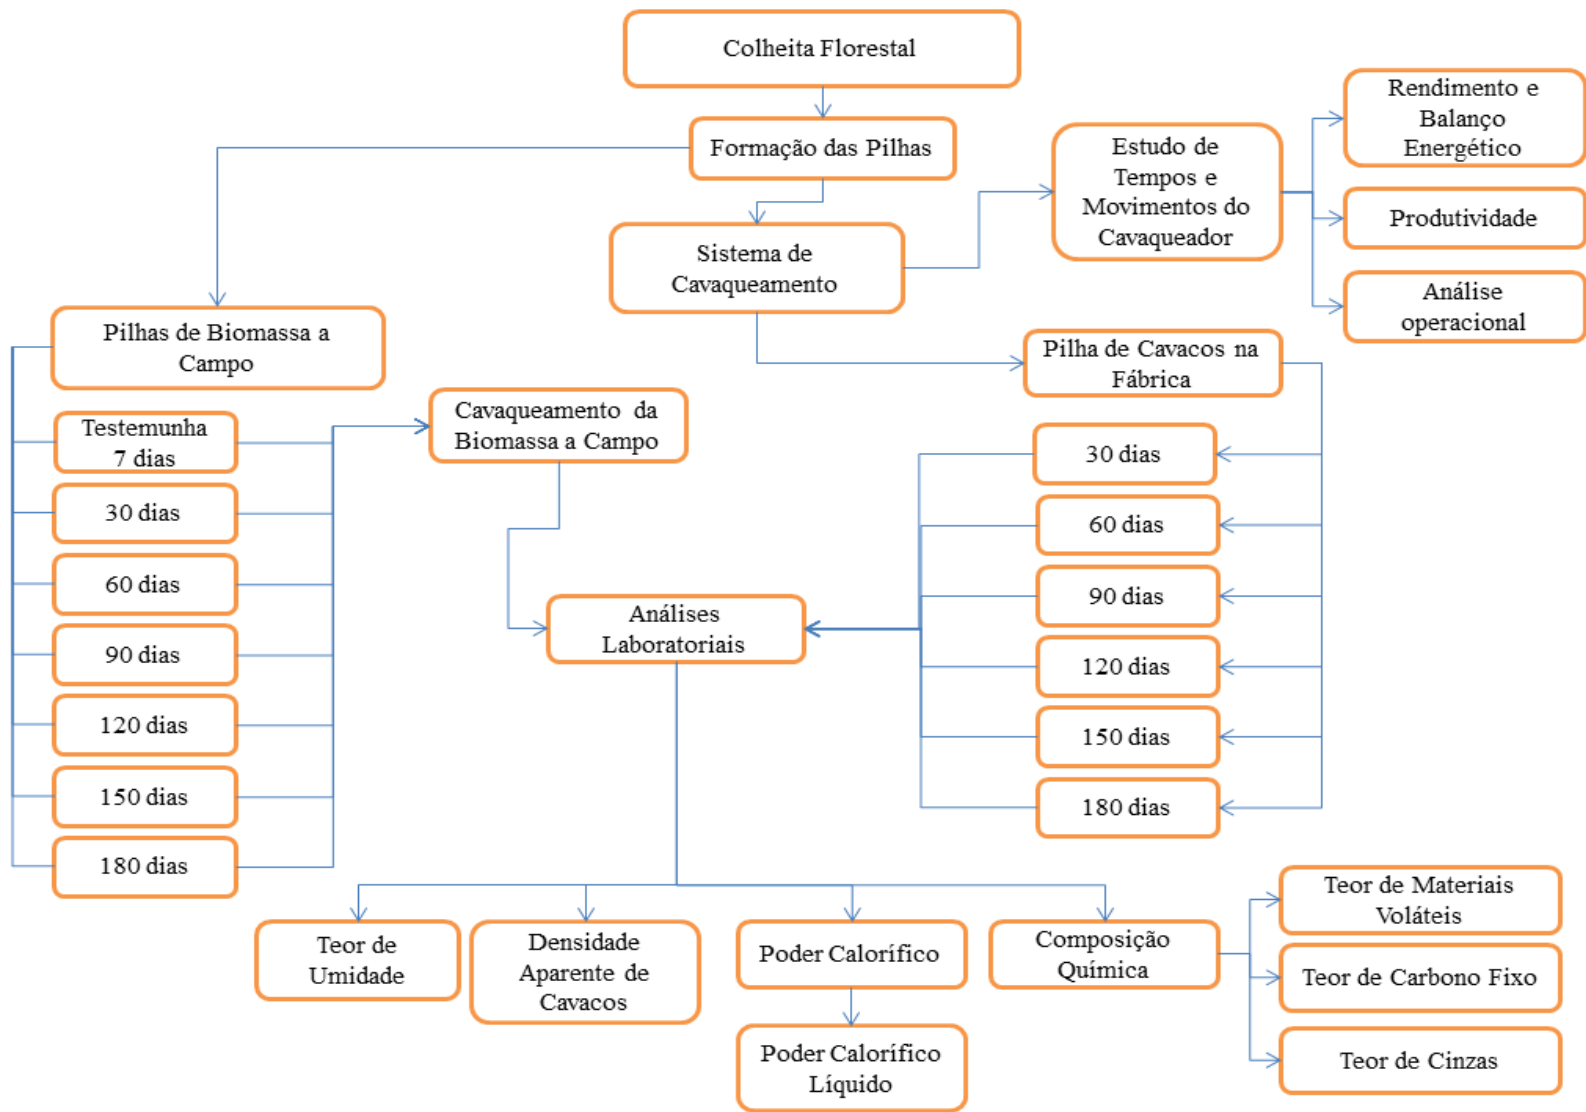 Colheita Florestal
Formação das Pilhas
Estudo de
Tempos e
Movimentos do
Cavaqueador
Rendimento e
Balanço
Energético
Produtividade
Análise
operacional
Sistema de
Cavaqueamento
Pilhas de Biomassa a
Campo
Pilha de Cavacos na
Fábrica
Testemunha
7 dias
30 dias
60 dias
90 dias
120 dias
150 dias
180 dias
Cavaqueamento da
Biomassa a Campo
30 dias
60 dias
90 dias
120 dias
150 dias
180 dias
Análises
Laboratoriais
Teor de
Umidade
Densidade
Aparente de
Cavacos
Poder Calorífico
Poder Calorífico
Líquido
Composição
Química
Teor de Materiais
Voláteis
Teor de Carbono Fixo
Teor de Cinzas